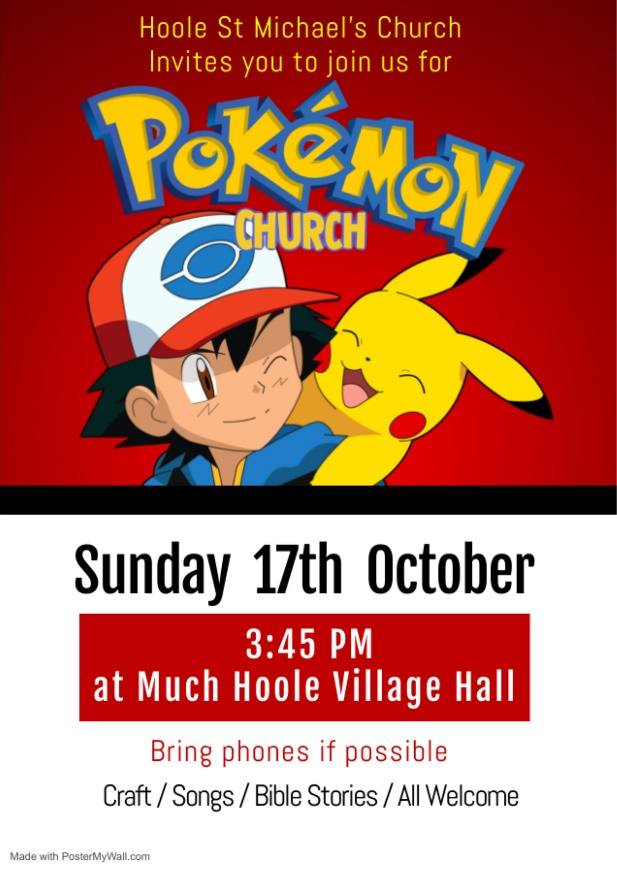 Hoole St Michael's Church
Invites you to join us for
POKéMON
CHURCH
Sunday 17th October
3:45 PM
at Much Hoole Village Hall
Bring phones if possible
Craft / Songs / Bible Stories / All Welcome
Made with PosterMyWall.com